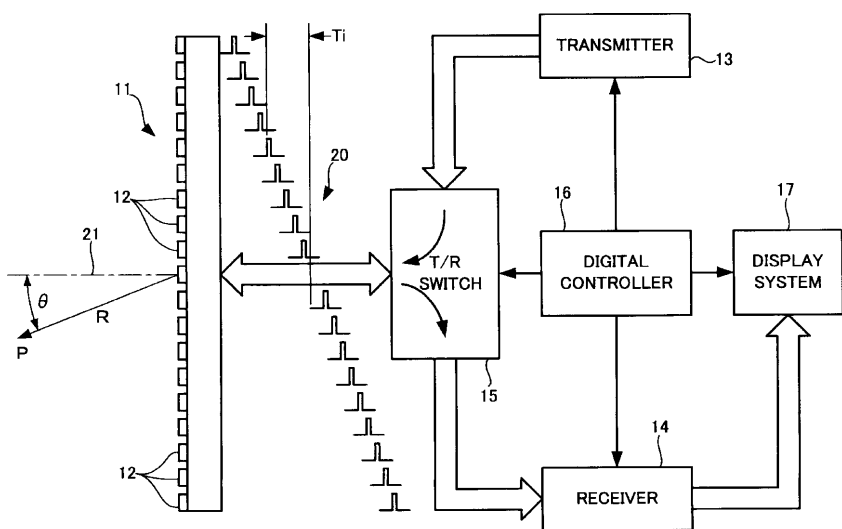 Ti
TRANSMITTER
13
11
20
12
16
17
21
T/R
SWITCH
DIGITAL
CONTROLLER
DISPLAY
SYSTEM
θ
R
P
15
14
12
RECEIVER